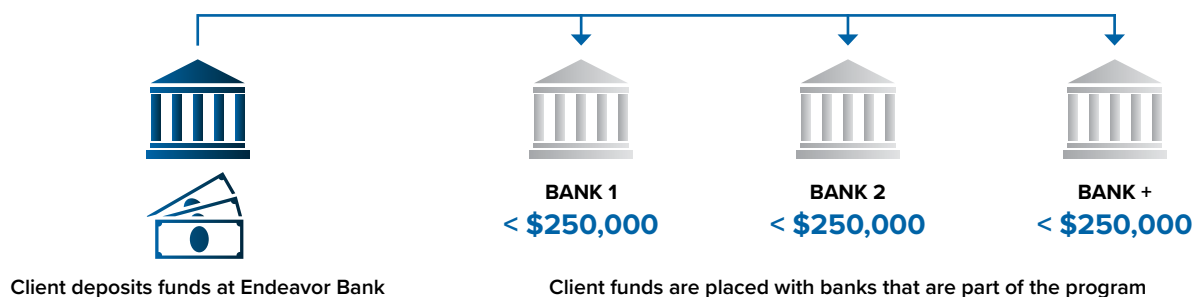 BANK 1
< $250,000
BANK 2
< $250,000
BANK +
< $250,000
Client deposits funds at Endeavor Bank
Client funds are placed with banks that are part of the program